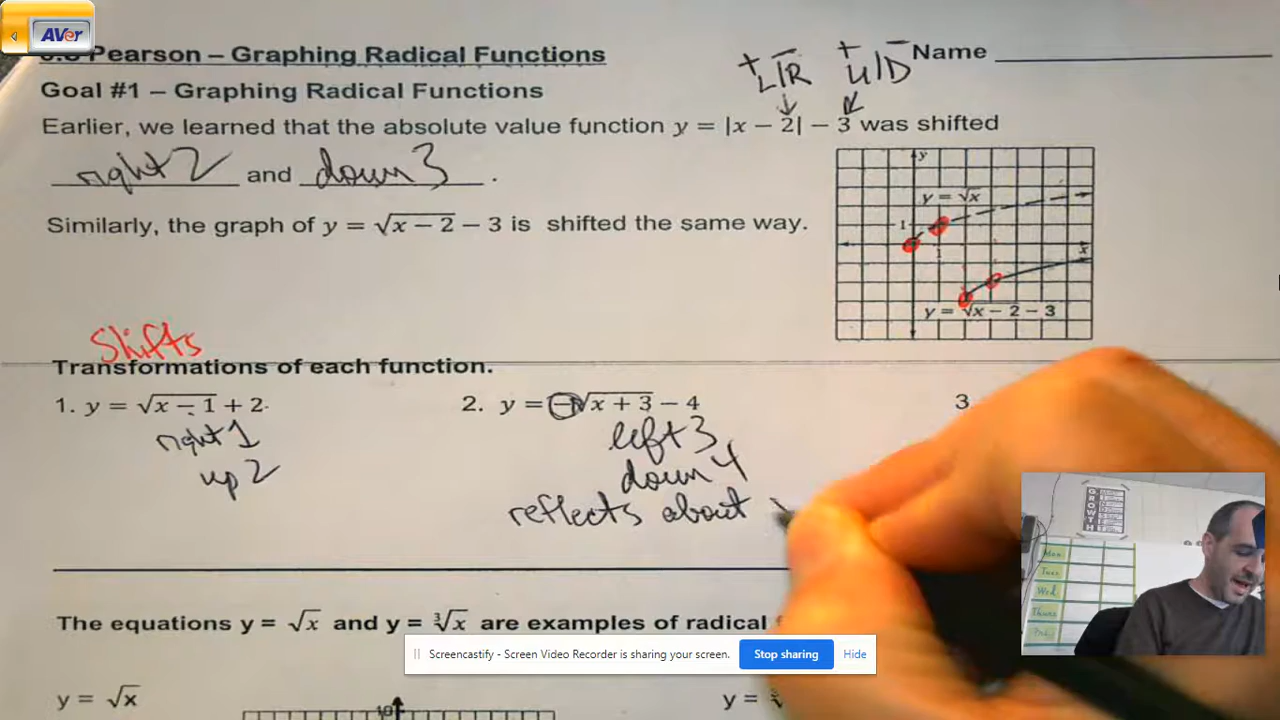 AVer
Pearson – Graphing Radical Functions
Name
Goal #1 – Graphing Radical Functions
+ L/R − + U/D −
Earlier, we learned that the absolute value function y = |x − 2| − 3 was shifted
right 2 and down 3.
Similarly, the graph of y = √x − 2 − 3 is shifted the same way.
y
y = √x
1
x
1
y = √x − 2 − 3
Shifts
Transformations of each function.
1. y = √x − 1 + 2
right 1
up 2
2. y = −√x + 3 − 4
left 3
down 4
reflects about
3.
GROWTH
Mon
Tues
Wed
Thurs
The equations y = √x and y = ∛x are examples of radical
Screencastify - Screen Video Recorder is sharing your screen.
Stop sharing
Hide
y = √x
10
y =